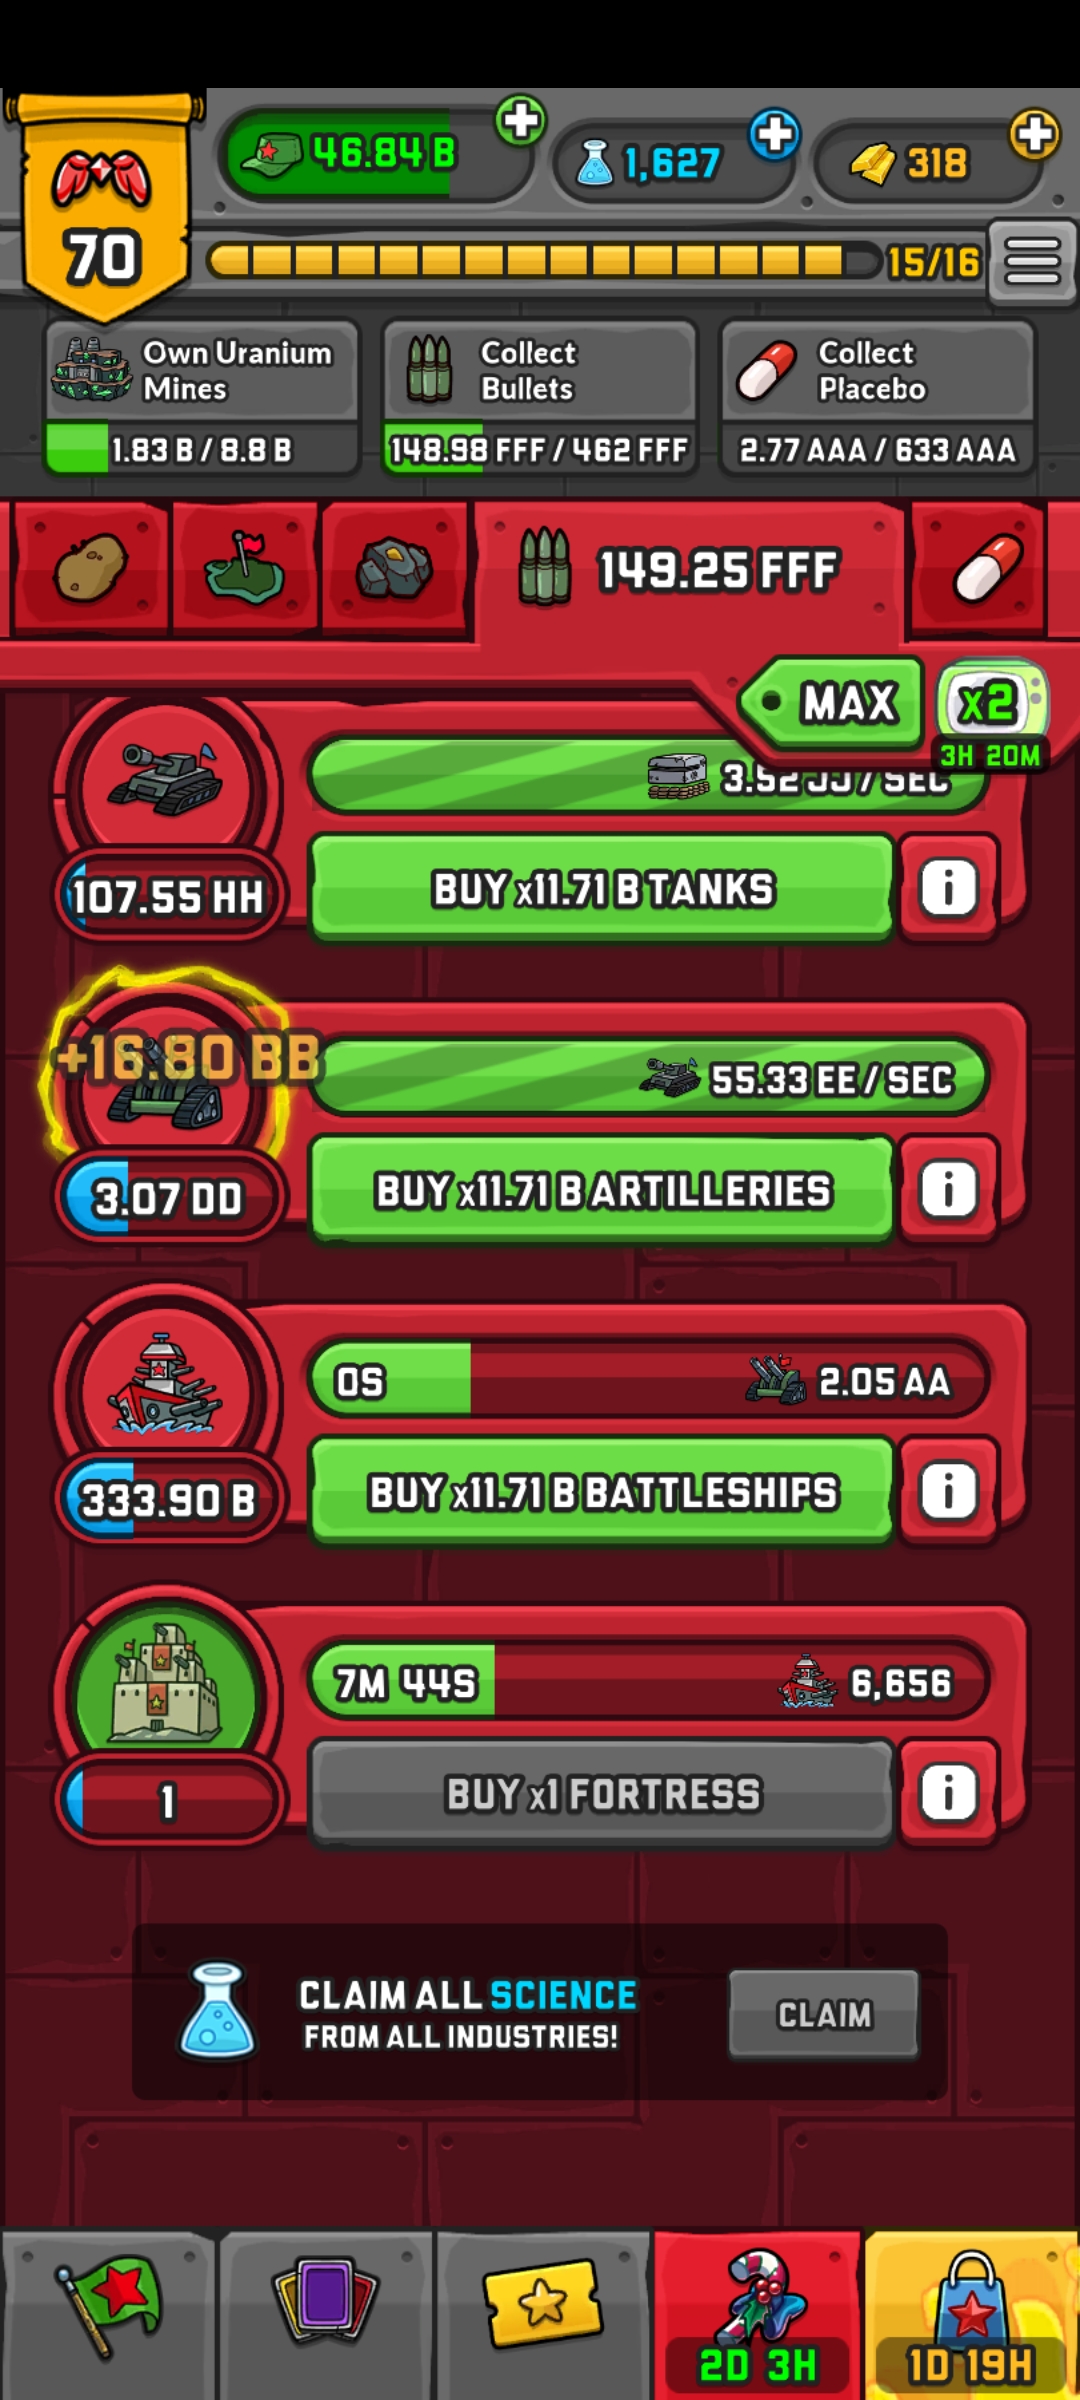 46.84 B
1,627
318
70
15/16
Own Uranium
Mines
1.83 B / 8.8 B
Collect
Bullets
148.98 FFF / 462 FFF
Collect
Placebo
2.77 AAA / 633 AAA
149.25 FFF
MAX
x2
3H 20M
3.52 JJ / SEC
107.55 HH
BUY x11.71 B TANKS
i
+16.80 BB
55.33 EE / SEC
3.07 DD
BUY x11.71 B ARTILLERIES
i
0S
2.05 AA
333.90 B
BUY x11.71 B BATTLESHIPS
i
7M 44S
6,656
1
BUY x1 FORTRESS
i
CLAIM ALL SCIENCE
FROM ALL INDUSTRIES!
CLAIM
2D 3H
1D 19H